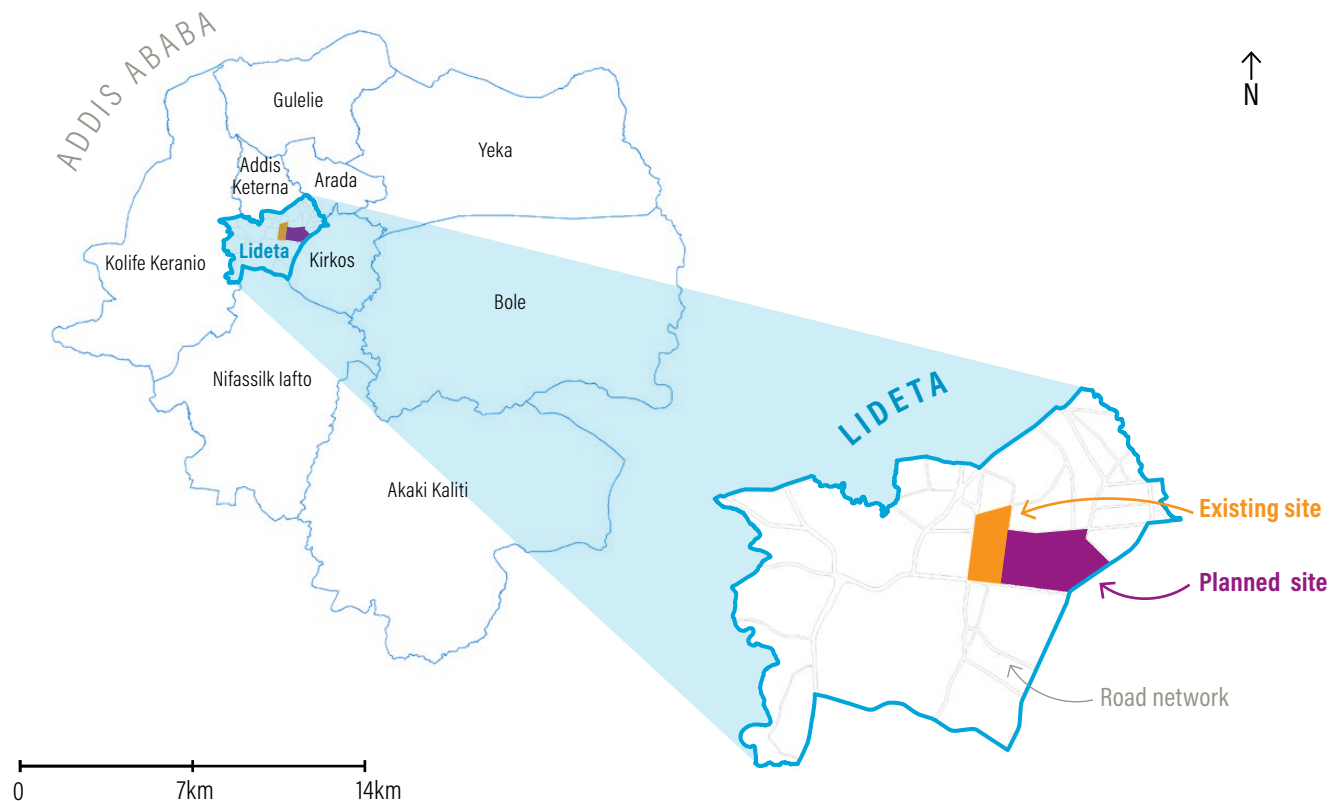 ADDIS ABABA
N
Gulelie
Yeka
Addis
Keterna
Arada
Lideta
Kirkos
Kolife Keranio
Bole
Nifassilk lafto
Akaki Kaliti
LIDETA
Existing site
Planned site
Road network
0
7km
14km